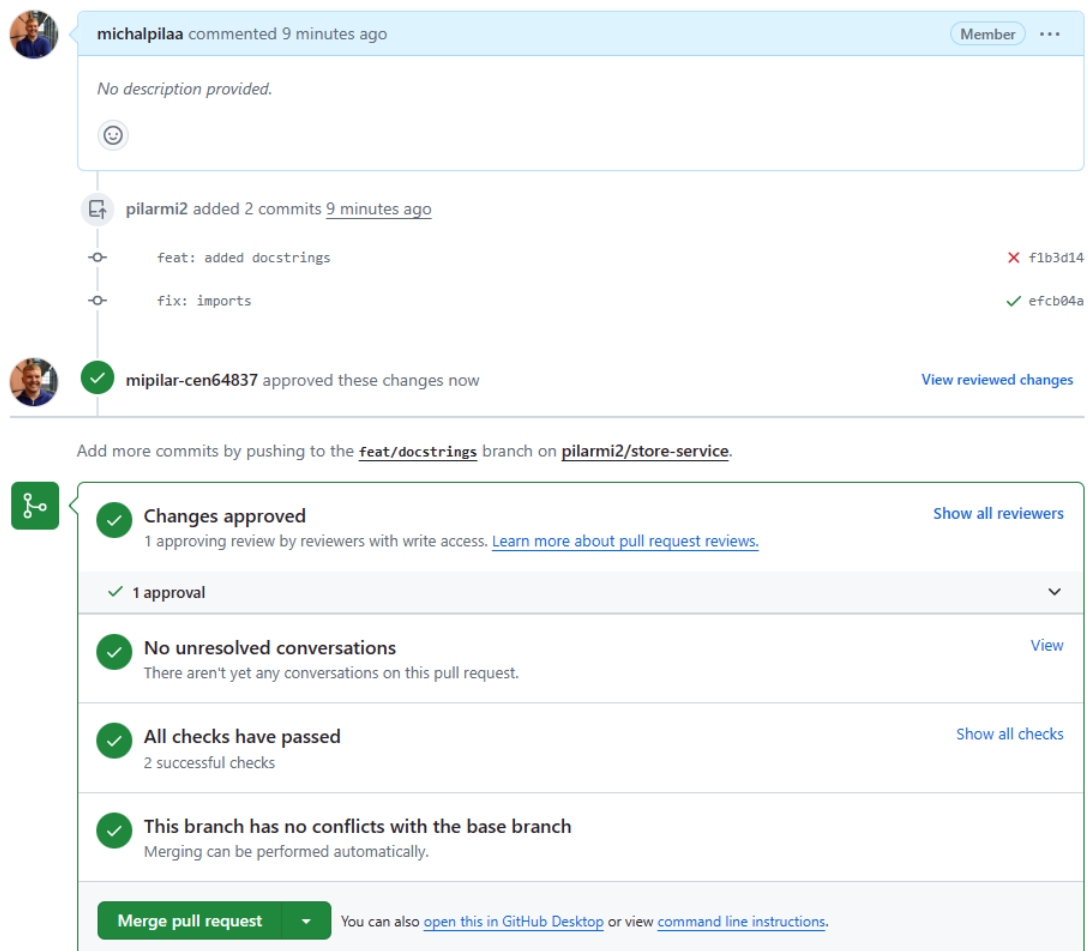 michalpilaa commented 9 minutes ago Member ...
No description provided.
pilarmi2 added 2 commits 9 minutes ago
feat: added docstrings f1b3d14
fix: imports efcb04a
mipilar-cen64837 approved these changes now View reviewed changes
Add more commits by pushing to the feat/docstrings branch on pilarmi2/store-service.
Changes approved Show all reviewers
1 approving review by reviewers with write access. Learn more about pull request reviews.
1 approval
No unresolved conversations View
There aren't yet any conversations on this pull request.
All checks have passed Show all checks
2 successful checks
This branch has no conflicts with the base branch
Merging can be performed automatically.
Merge pull request You can also open this in GitHub Desktop or view command line instructions.